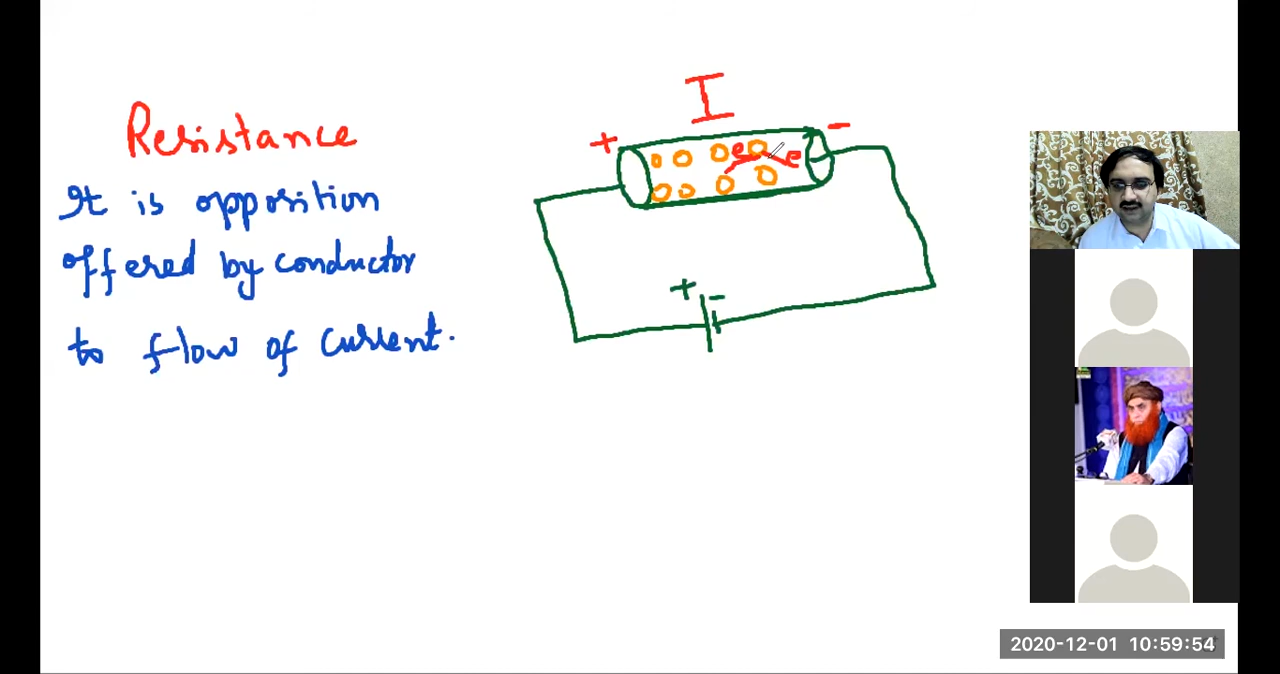 I
Resistance
+
-
e
e
It is opposition
offered by conductor
to flow of current.
+
-
2020-12-01 10:59:54